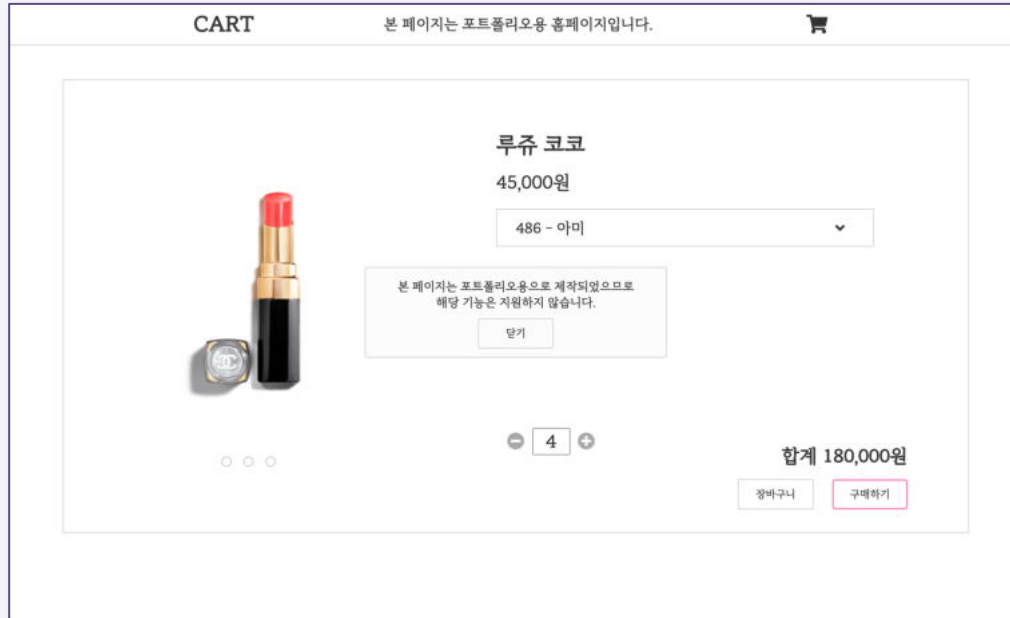 CART
본 페이지는 포트폴리오용 홈페이지입니다.
루쥬 코코
45,000원
486 - 아미
본 페이지는 포트폴리오용으로 제작되었으므로
해당 기능은 지원하지 않습니다.
닫기
4
합계 180,000원
장바구니
구매하기